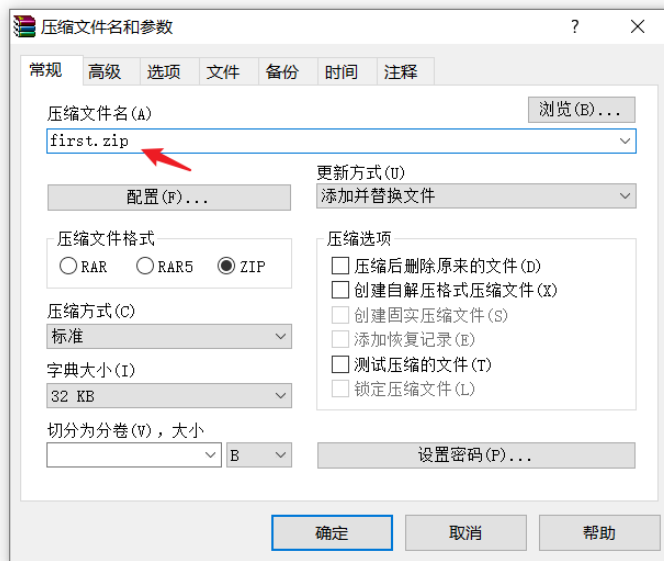 压缩文件名和参数
?
常规 高级 选项 文件 备份 时间 注释
压缩文件名(A)
浏览(B)...
first.zip
更新方式(U)
配置(F)...
添加并替换文件
压缩文件格式
RAR RAR5 ZIP
压缩选项
压缩后删除原来的文件(D)
创建自解压格式压缩文件(X)
创建固实压缩文件(S)
添加恢复记录(E)
测试压缩的文件(T)
锁定压缩文件(L)
压缩方式(C)
标准
字典大小(I)
32 KB
切分为分卷(V),大小
B
设置密码(P)...
确定 取消 帮助